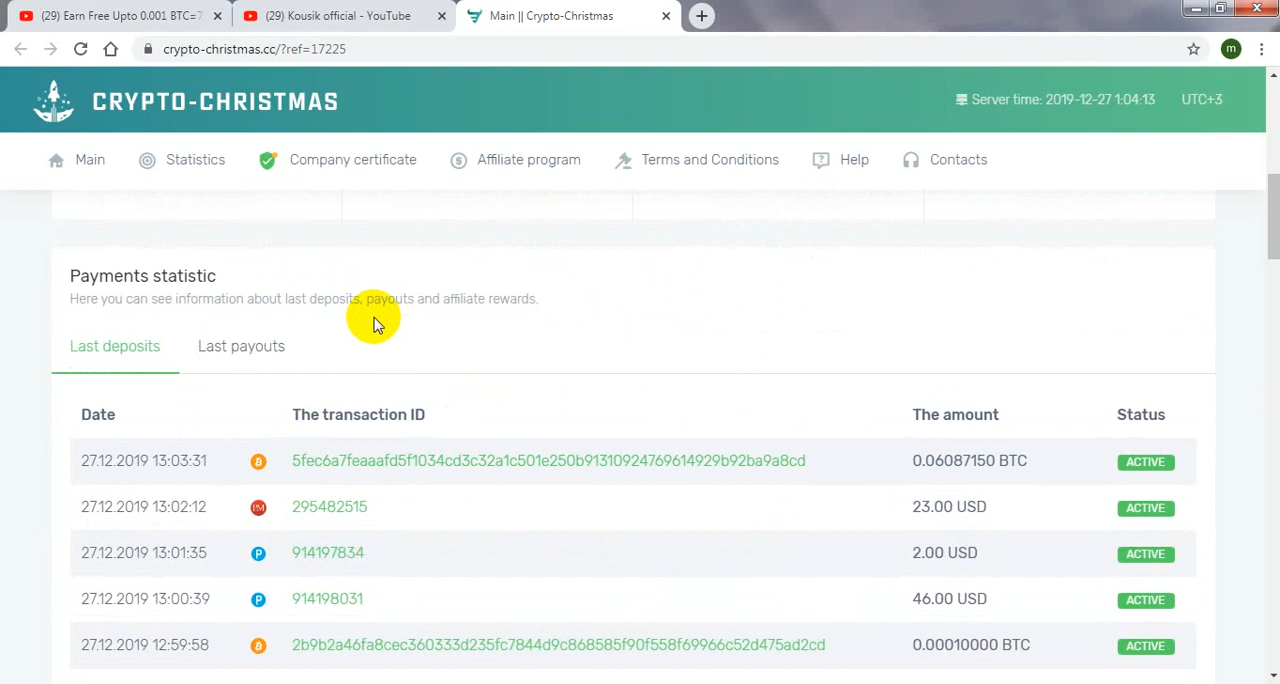 (29) Earn Free Upto 0.001 BTC=7
(29) Kousik official - YouTube
Main || Crypto-Christmas
crypto-christmas.cc/?ref=17225
m
CRYPTO-CHRISTMAS
Server time: 2019-12-27 1:04:13 UTC+3
Main
Statistics
Company certificate
Affiliate program
Terms and Conditions
Help
Contacts
Payments statistic
Here you can see information about last deposits, payouts and affiliate rewards.
Last deposits Last payouts
Date The transaction ID The amount Status
27.12.2019 13:03:31 5fec6a7feaaafd5f1034cd3c32a1c501e250b91310924769614929b92ba9a8cd 0.06087150 BTC ACTIVE
27.12.2019 13:02:12 295482515 23.00 USD ACTIVE
27.12.2019 13:01:35 914197834 2.00 USD ACTIVE
27.12.2019 13:00:39 914198031 46.00 USD ACTIVE
27.12.2019 12:59:58 2b9b2a46fa8cec360333d235fc7844d9c868585f90f558f69966c52d475ad2cd 0.00010000 BTC ACTIVE